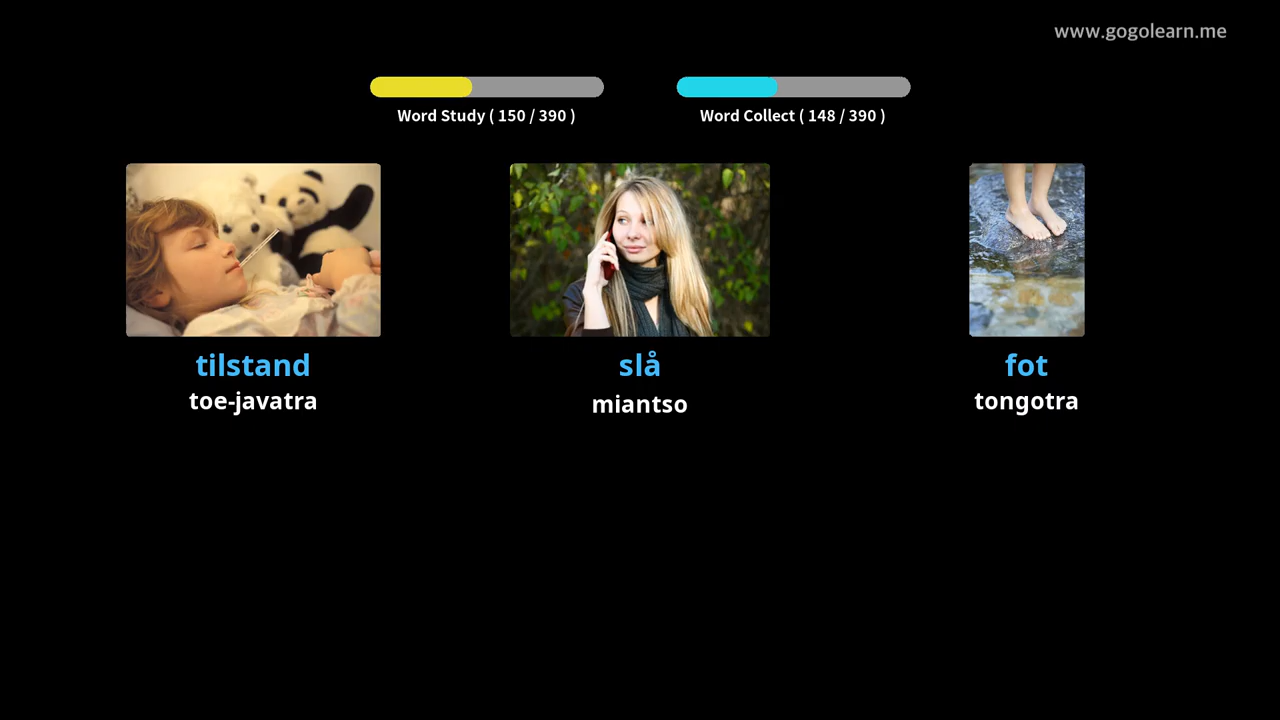 www.gogolearn.me
Word Study ( 150 / 390 )
Word Collect ( 148 / 390 )
tilstand
toe-javatra
slå
miantso
fot
tongotra